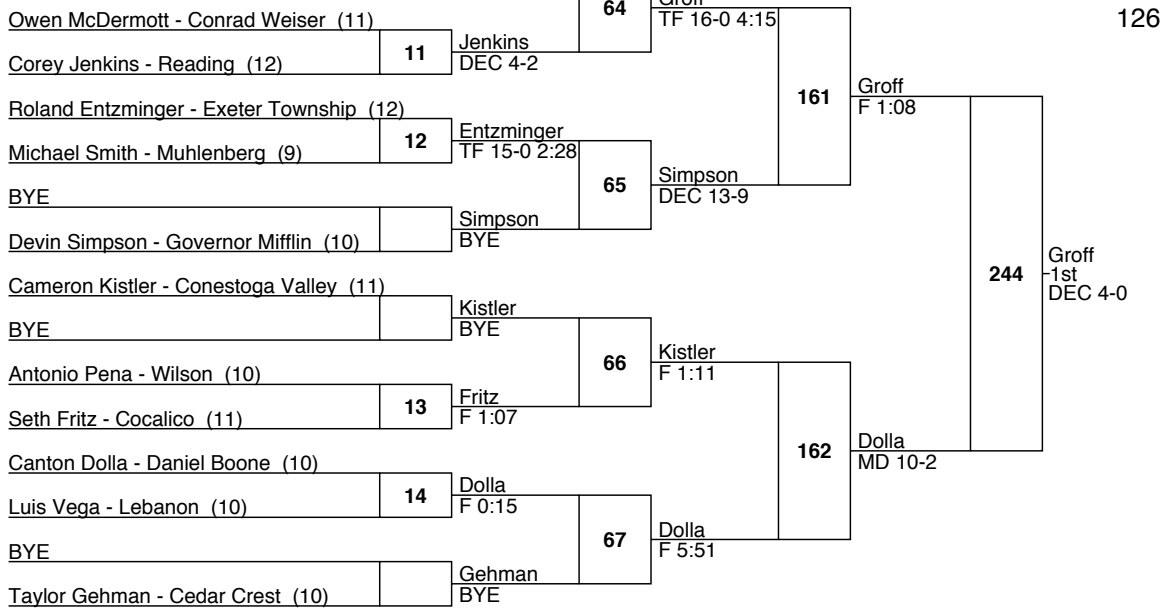 64
Groff
TF 16-0 4:15
126
Owen McDermott - Conrad Weiser (11)
11
Jenkins
DEC 4-2
Corey Jenkins - Reading (12)
161
Groff
F 1:08
Roland Entzminger - Exeter Township (12)
12
Entzminger
TF 15-0 2:28
Michael Smith - Muhlenberg (9)
65
Simpson
DEC 13-9
BYE
Simpson
BYE
Devin Simpson - Governor Mifflin (10)
244
Groff
1st
DEC 4-0
Cameron Kistler - Conestoga Valley (11)
Kistler
BYE
BYE
66
Kistler
F 1:11
Antonio Pena - Wilson (10)
13
Fritz
F 1:07
Seth Fritz - Cocalico (11)
162
Dolla
MD 10-2
Canton Dolla - Daniel Boone (10)
14
Dolla
F 0:15
Luis Vega - Lebanon (10)
67
Dolla
F 5:51
BYE
Gehman
BYE
Taylor Gehman - Cedar Crest (10)